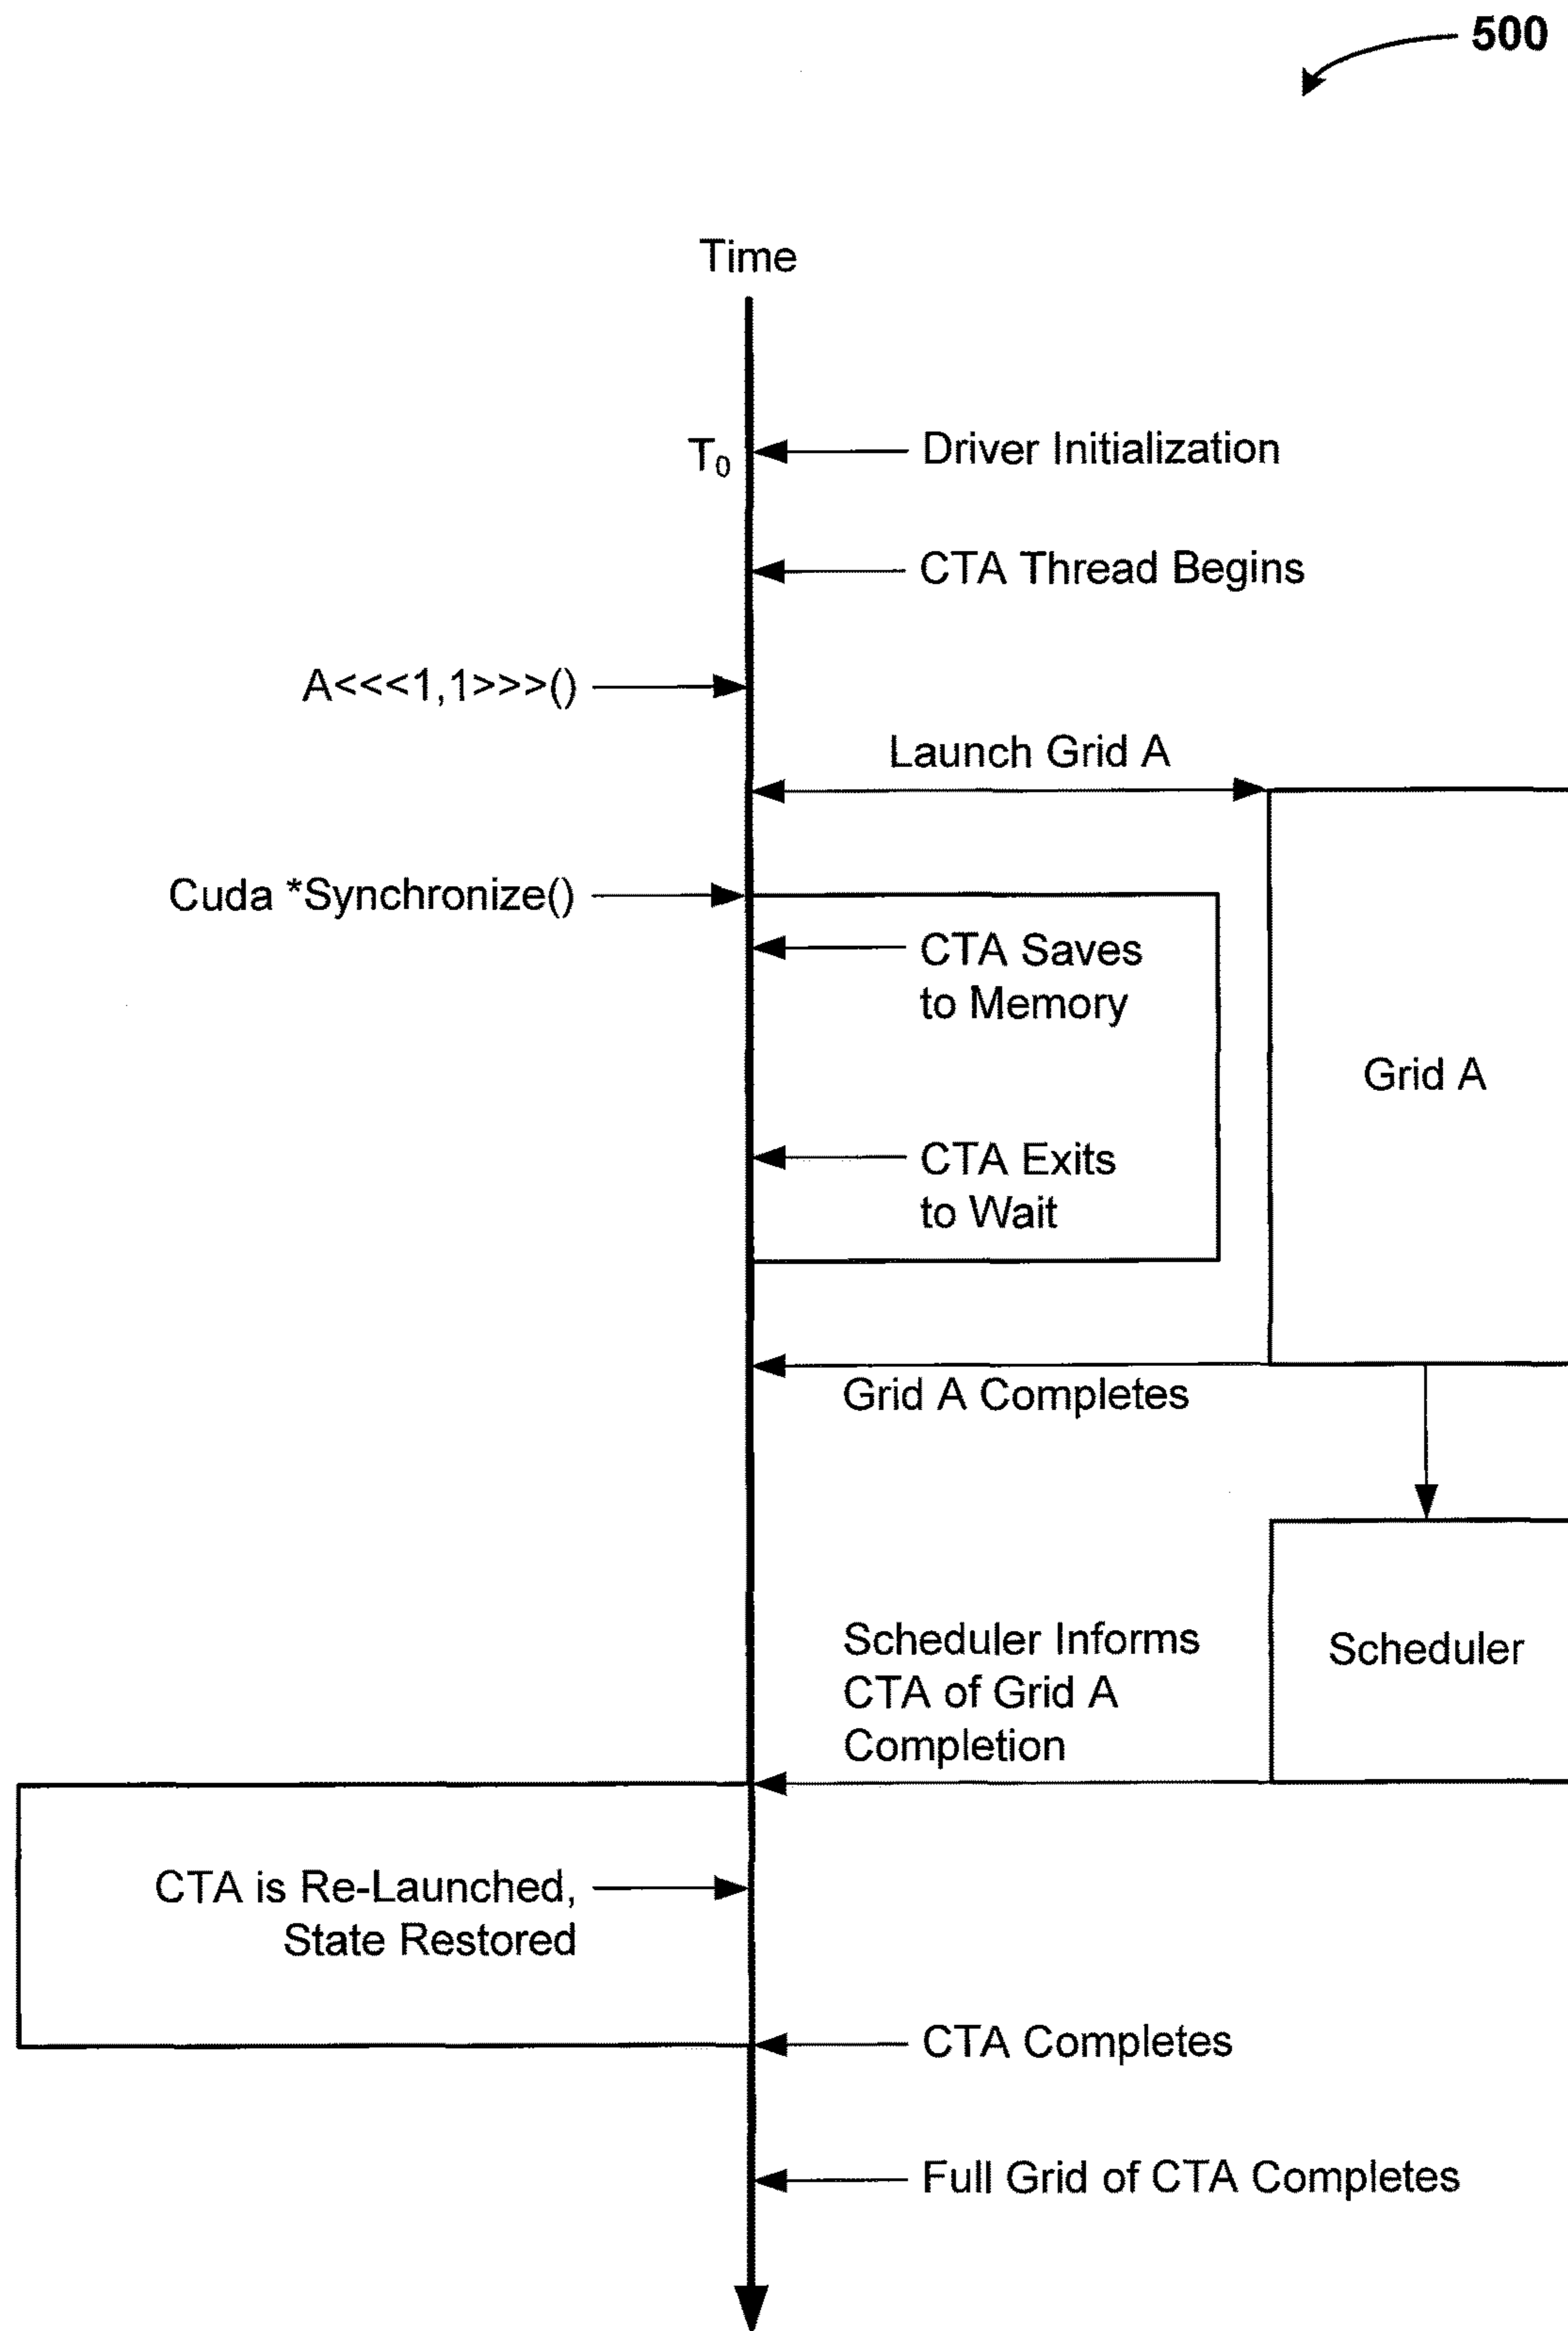 500
Time
T₀
Driver Initialization
CTA Thread Begins
A<<<1,1>>>()
Launch Grid A
Cuda *Synchronize()
CTA Saves
to Memory
Grid A
CTA Exits
to Wait
Grid A Completes
Scheduler Informs
CTA of Grid A
Completion
Scheduler
CTA is Re-Launched,
State Restored
CTA Completes
Full Grid of CTA Completes